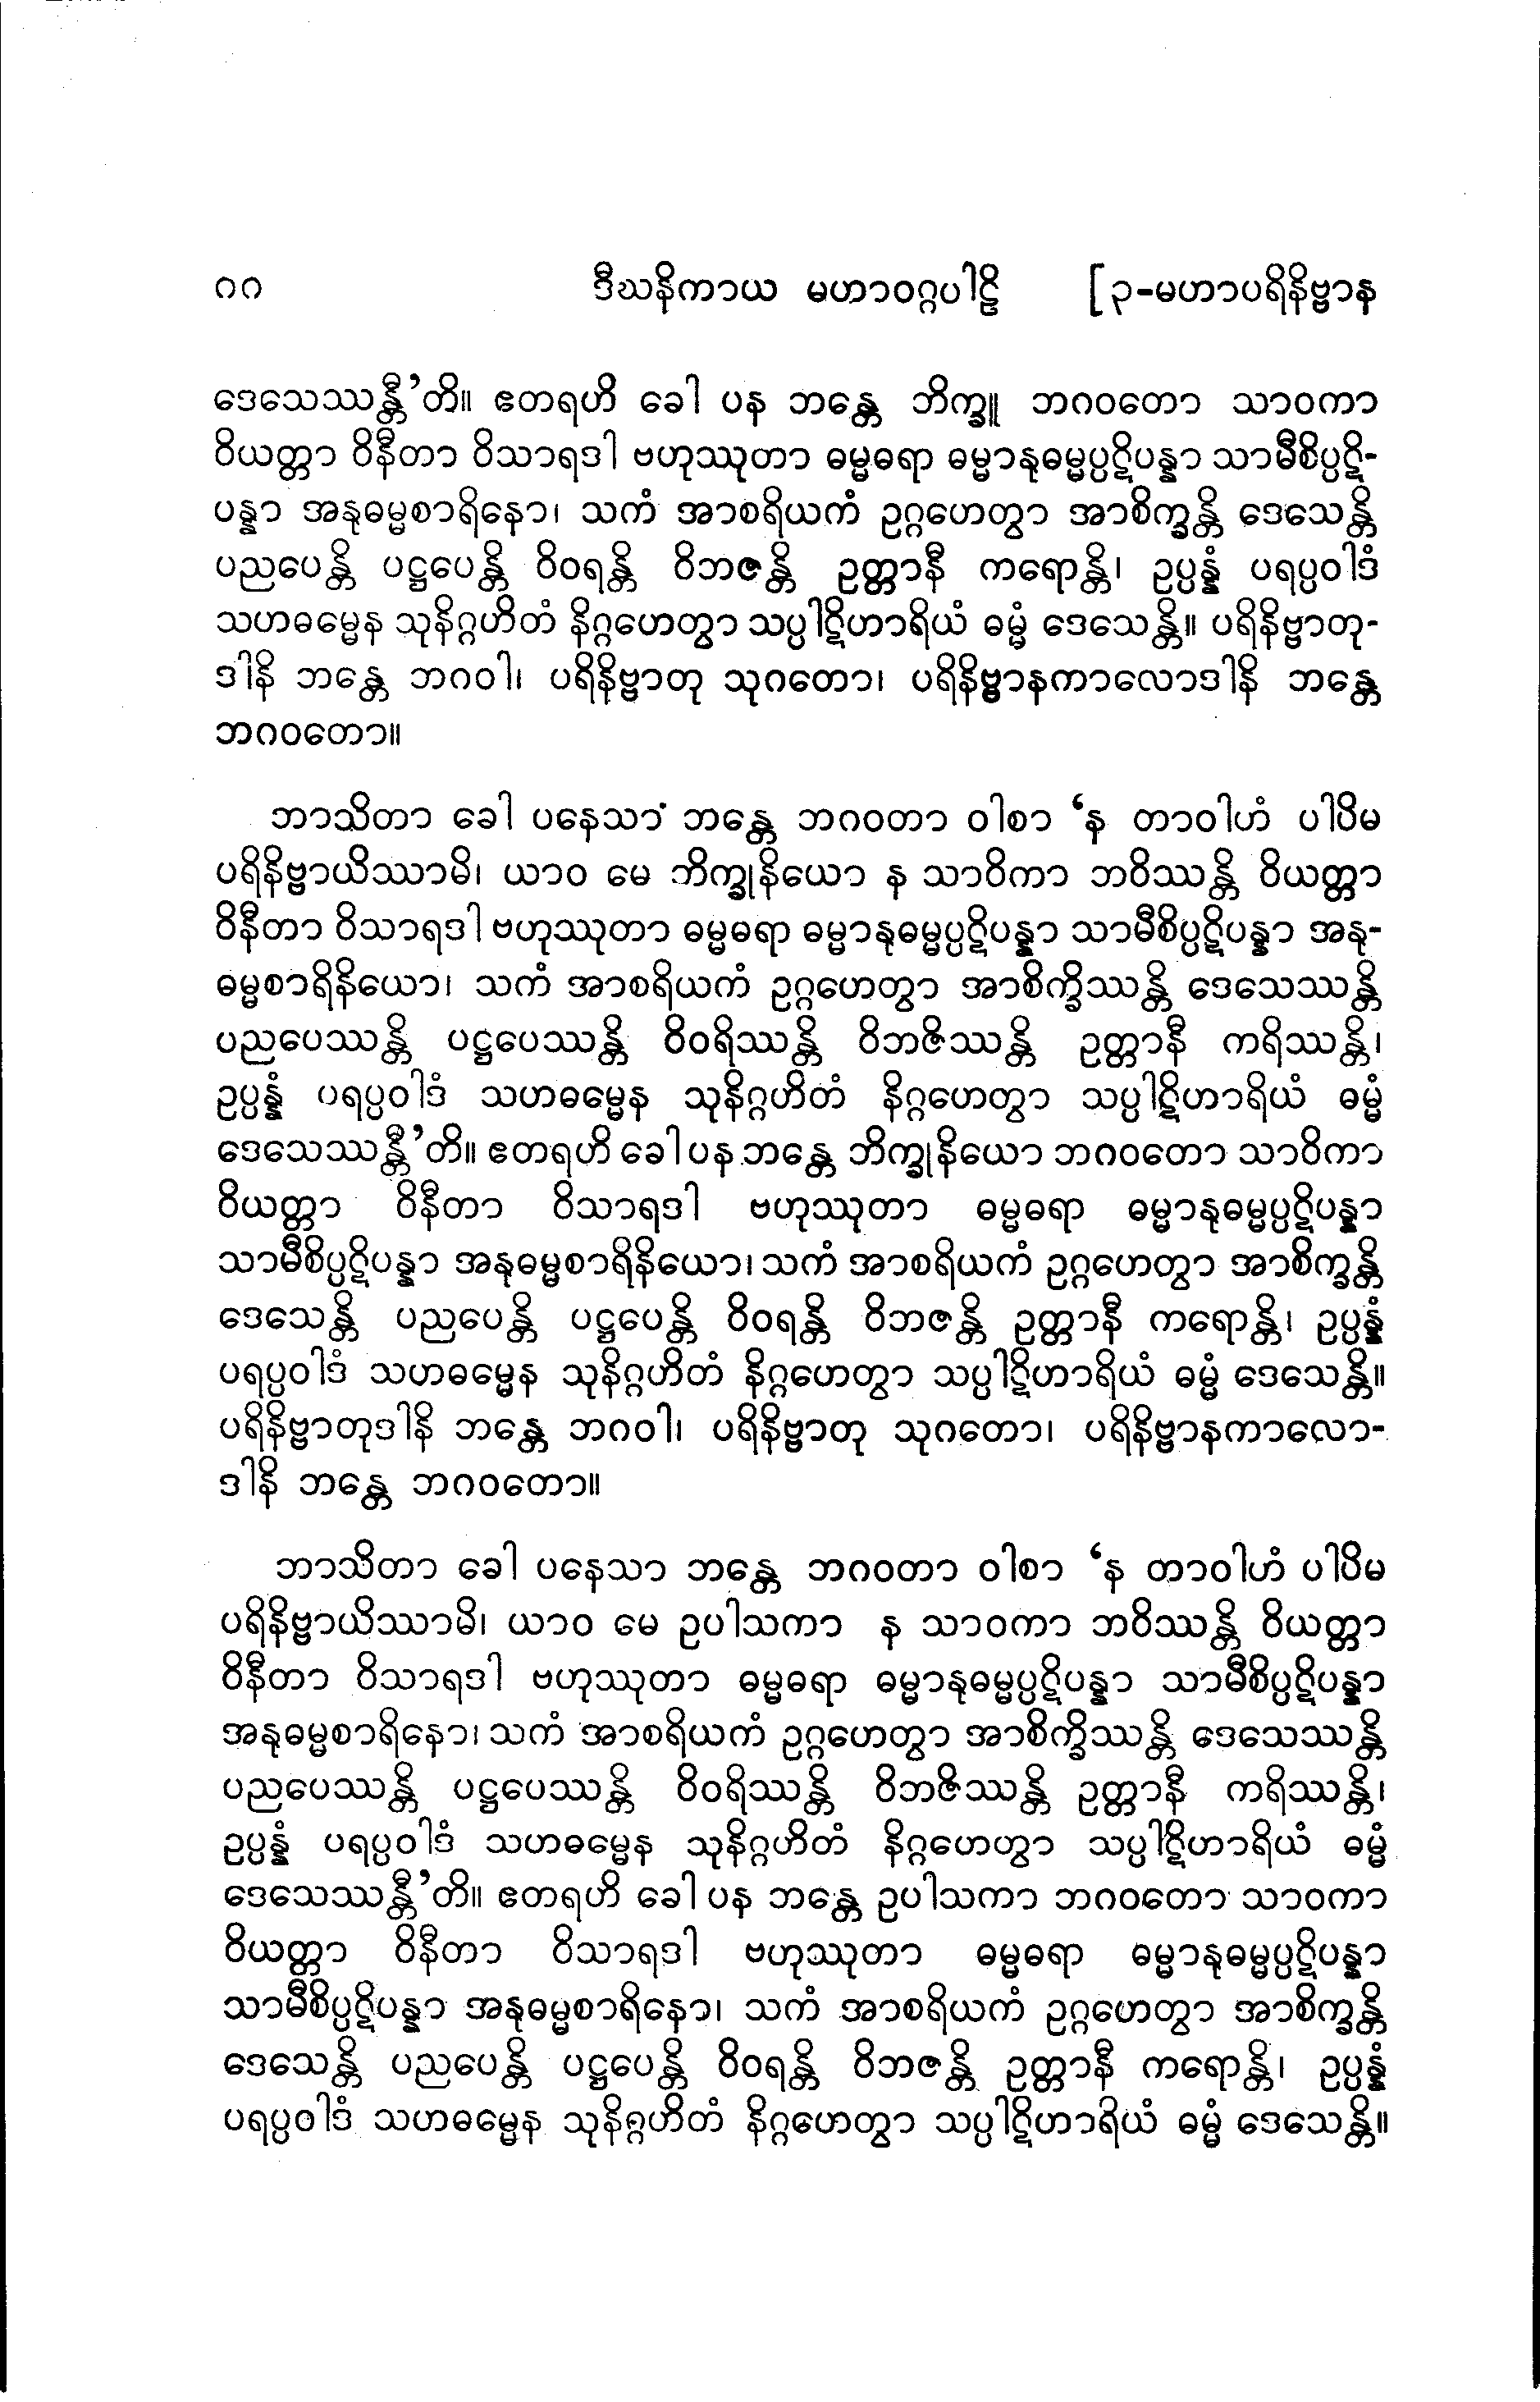 ဂဂ ဒီဃနိကာယ မဟာဝဂ္ဂပါဠိ [၃-မဟာပရိနိဗ္ဗာန
ဒေသေဿန္တီ’တိ။ ဧတရဟိ ခေါ ပန ဘန္တေ ဘိက္ခူ ဘဂဝတော သာဝကာ
ဝိယတ္တာ ဝိနီတာ ဝိသာရဒါ ဗဟုဿုတာ ဓမ္မဓရာ ဓမ္မာနုဓမ္မပ္ပဋိပန္နာ သာမီစိပ္ပဋိ-
ပန္နာ အနုဓမ္မစာရိနော၊ သကံ အာစရိယကံ ဥဂ္ဂဟေတွာ အာစိက္ခန္တိ ဒေသေန္တိ
ပညပေန္တိ ပဋ္ဌပေန္တိ ဝိဝရန္တိ ဝိဘဇန္တိ ဥတ္တာနီ ကရောန္တိ၊ ဥပ္ပန္နံ ပရပ္ပဝါဒံ
သဟဓမ္မေန သုနိဂ္ဂဟိတံ နိဂ္ဂဟေတွာ သပ္ပါဋိဟာရိယံ ဓမ္မံ ဒေသေန္တိ။ ပရိနိဗ္ဗာတု-
ဒါနိ ဘန္တေ ဘဂဝါ၊ ပရိနိဗ္ဗာတု သုဂတော၊ ပရိနိဗ္ဗာနကာလောဒါနိ ဘန္တေ
ဘဂဝတော။
ဘာသိတာ ခေါ ပနေသာ ဘန္တေ ဘဂဝတာ ဝါစာ ‘န တာဝါဟံ ပါပိမ
ပရိနိဗ္ဗာယိဿာမိ၊ ယာဝ မေ ဘိက္ခုနိယော န သာဝိကာ ဘဝိဿန္တိ ဝိယတ္တာ
ဝိနီတာ ဝိသာရဒါ ဗဟုဿုတာ ဓမ္မဓရာ ဓမ္မာနုဓမ္မပ္ပဋိပန္နာ သာမီစိပ္ပဋိပန္နာ အနု-
ဓမ္မစာရိနိယော၊ သကံ အာစရိယကံ ဥဂ္ဂဟေတွာ အာစိက္ခိဿန္တိ ဒေသေဿန္တိ
ပညပေဿန္တိ ပဋ္ဌပေဿန္တိ ဝိဝရိဿန္တိ ဝိဘဇိဿန္တိ ဥတ္တာနီ ကရိဿန္တိ၊
ဥပ္ပန္နံ ပရပ္ပဝါဒံ သဟဓမ္မေန သုနိဂ္ဂဟိတံ နိဂ္ဂဟေတွာ သပ္ပါဋိဟာရိယံ ဓမ္မံ
ဒေသေဿန္တီ’တိ။ ဧတရဟိ ခေါ ပန ဘန္တေ ဘိက္ခုနိယော ဘဂဝတော သာဝိကာ
ဝိယတ္တာ ဝိနီတာ ဝိသာရဒါ ဗဟုဿုတာ ဓမ္မဓရာ ဓမ္မာနုဓမ္မပ္ပဋိပန္နာ
သာမီစိပ္ပဋိပန္နာ အနုဓမ္မစာရိနိယော၊ သကံ အာစရိယကံ ဥဂ္ဂဟေတွာ အာစိက္ခန္တိ
ဒေသေန္တိ ပညပေန္တိ ပဋ္ဌပေန္တိ ဝိဝရန္တိ ဝိဘဇန္တိ ဥတ္တာနီ ကရောန္တိ၊ ဥပ္ပန္နံ
ပရပ္ပဝါဒံ သဟဓမ္မေန သုနိဂ္ဂဟိတံ နိဂ္ဂဟေတွာ သပ္ပါဋိဟာရိယံ ဓမ္မံ ဒေသေန္တိ။
ပရိနိဗ္ဗာတုဒါနိ ဘန္တေ ဘဂဝါ၊ ပရိနိဗ္ဗာတု သုဂတော၊ ပရိနိဗ္ဗာနကာလော-
ဒါနိ ဘန္တေ ဘဂဝတော။
ဘာသိတာ ခေါ ပနေသာ ဘန္တေ ဘဂဝတာ ဝါစာ ‘န တာဝါဟံ ပါပိမ
ပရိနိဗ္ဗာယိဿာမိ၊ ယာဝ မေ ဥပါသကာ န သာဝကာ ဘဝိဿန္တိ ဝိယတ္တာ
ဝိနီတာ ဝိသာရဒါ ဗဟုဿုတာ ဓမ္မဓရာ ဓမ္မာနုဓမ္မပ္ပဋိပန္နာ သာမီစိပ္ပဋိပန္နာ
အနုဓမ္မစာရိနော၊ သကံ အာစရိယကံ ဥဂ္ဂဟေတွာ အာစိက္ခိဿန္တိ ဒေသေဿန္တိ
ပညပေဿန္တိ ပဋ္ဌပေဿန္တိ ဝိဝရိဿန္တိ ဝိဘဇိဿန္တိ ဥတ္တာနီ ကရိဿန္တိ၊
ဥပ္ပန္နံ ပရပ္ပဝါဒံ သဟဓမ္မေန သုနိဂ္ဂဟိတံ နိဂ္ဂဟေဟွာ သပ္ပါဋိဟာရိယံ ဓမ္မံ
ဒေသေဿန္တီ’တိ။ ဧတရဟိ ခေါ ပန ဘန္တေ ဥပါသကာ ဘဂဝတော သာဝကာ
ဝိယတ္တာ ဝိနီတာ ဝိသာရဒါ ဗဟုဿုတာ ဓမ္မဓရာ ဓမ္မာနုဓမ္မပ္ပဋိပန္နာ
သာမီစိပ္ပဋိပန္နာ အနုဓမ္မစာရိနော၊ သကံ အာစရိယကံ ဥဂ္ဂဟေတွာ အာစိက္ခန္တိ
ဒေသေန္တိ ပညပေန္တိ ပဋ္ဌပေန္တိ ဝိဝရန္တိ ဝိဘဇန္တိ ဥတ္တာနီ ကရောန္တိ၊ ဥပ္ပန္နံ
ပရပ္ပဝါဒံ သဟဓမ္မေန သုနိဂ္ဂဟိတံ နိဂ္ဂဟေတွာ သပ္ပါဋိဟာရိယံ ဓမ္မံ ဒေသေန္တိ။